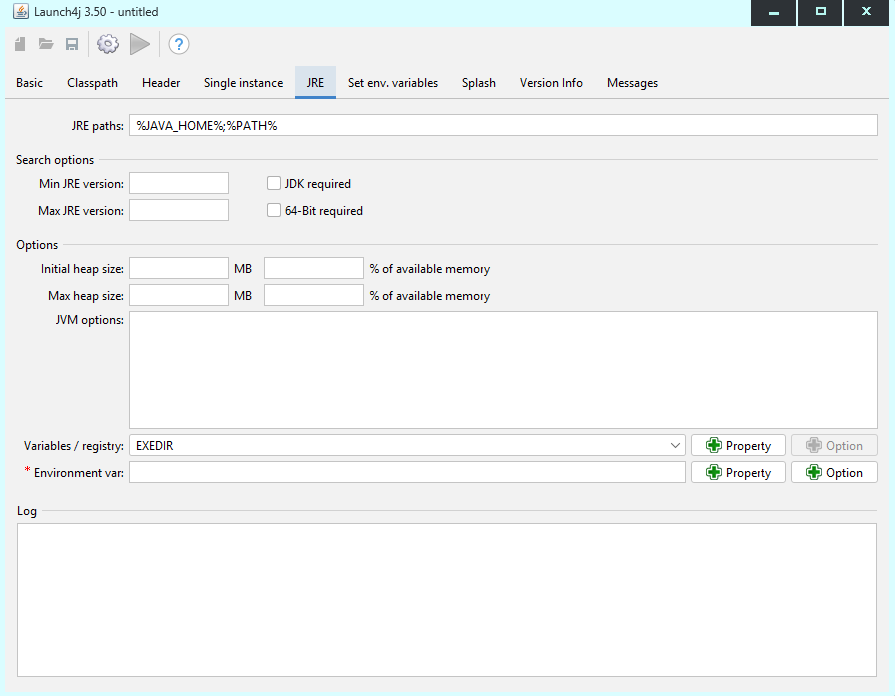 Launch4j 3.50 - untitled
?
Basic Classpath Header Single instance JRE Set env. variables Splash Version Info Messages
JRE paths: %JAVA_HOME%;%PATH%
Search options
Min JRE version: JDK required
Max JRE version: 64-Bit required
Options
Initial heap size: MB % of available memory
Max heap size: MB % of available memory
JVM options:
Variables / registry: EXEDIR Property Option
* Environment var: Property Option
Log